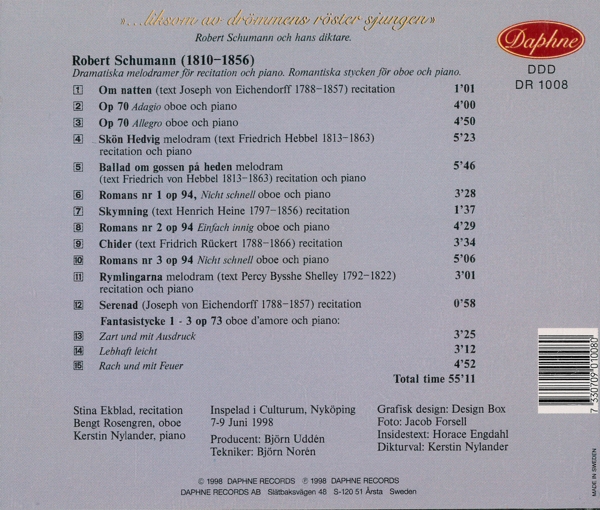 »...liksom av drömmens röster sjungen»
Robert Schumann och hans diktare.
Daphne
DDD
DR 1008
Robert Schumann (1810–1856)
Dramatiska melodramer för recitation och piano. Romantiska stycken för oboe och piano.
1 Om natten (text Joseph von Eichendorff 1788–1857) recitation 1'01
2 Op 70 Adagio oboe och piano 4'00
3 Op 70 Allegro oboe och piano 4'50
4 Skön Hedvig melodram (text Friedrich Hebbel 1813–1863) 5'23
recitation och piano
5 Ballad om gossen på heden melodram 5'46
(text Friedrich von Hebbel 1813–1863) recitation och piano
6 Romans nr 1 op 94, Nicht schnell oboe och piano 3'28
7 Skymning (text Henrich Heine 1797–1856) recitation 1'37
8 Romans nr 2 op 94 Einfach innig oboe och piano 4'29
9 Chider (text Fridrich Rückert 1788–1866) recitation 3'34
10 Romans nr 3 op 94 Nicht schnell oboe och piano 5'06
11 Rymlingarna melodram (text Percy Bysshe Shelley 1792–1822) 3'01
recitation och piano
12 Serenad (Joseph von Eichendorff 1788–1857) recitation 0'58
Fantasistycke 1 - 3 op 73 oboe d'amore och piano:
13 Zart und mit Ausdruck 3'25
14 Lebhaft leicht 3'12
15 Rach und mit Feuer 4'52
Total time 55'11
Stina Ekblad, recitation
Bengt Rosengren, oboe
Kerstin Nylander, piano
Inspelad i Culturum, Nyköping
7-9 Juni 1998
Producent: Björn Uddén
Tekniker: Björn Norén
Grafisk design: Design Box
Foto: Jacob Forsell
Insidestext: Horace Engdahl
Dikturval: Kerstin Nylander
© 1998 DAPHNE RECORDS ℗ 1998 DAPHNE RECORDS
DAPHNE RECORDS AB Slätbaksvägen 48 S-120 51 Årsta Sweden
7 330709 010080
MADE IN SWEDEN